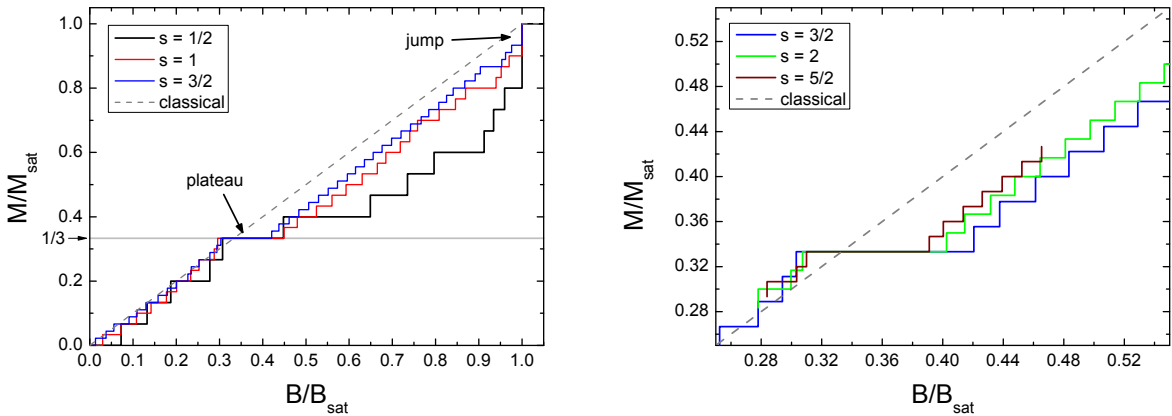 M/M_sat
1.0
0.8
0.6
0.4
1/3
0.2
0.0
s = 1/2
s = 1
s = 3/2
classical
jump
plateau
0.0 0.1 0.2 0.3 0.4 0.5 0.6 0.7 0.8 0.9 1.0
B/B_sat
M/M_sat
0.52
0.48
0.44
0.40
0.36
0.32
0.28
s = 3/2
s = 2
s = 5/2
classical
0.28 0.32 0.36 0.40 0.44 0.48 0.52
B/B_sat